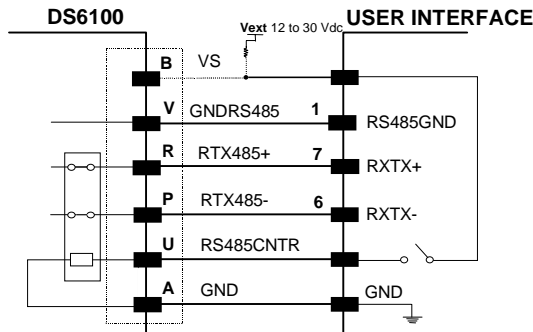 DS6100
USER INTERFACE
Vext 12 to 30 Vdc
B VS
V GNDRS485 1 RS485GND
R RTX485+ 7 RXTX+
P RTX485- 6 RXTX-
U RS485CNTR
A GND GND